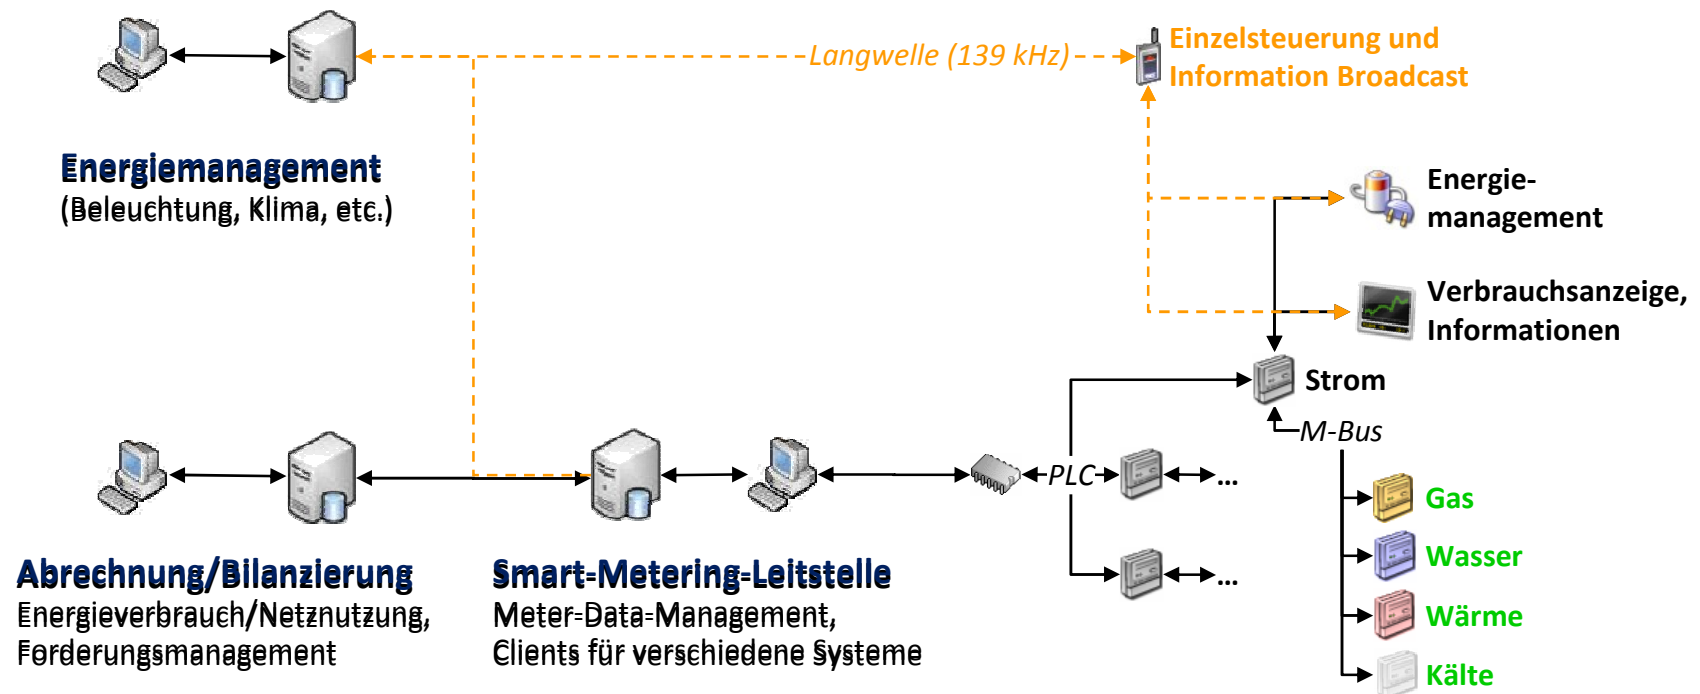 Langwelle (139 kHz)
Einzelsteuerung und
Information Broadcast
Energiemanagement
(Beleuchtung, Klima, etc.)
Energie-
management
Verbrauchsanzeige,
Informationen
Strom
M-Bus
PLC
...
...
Gas
Wasser
Wärme
Kälte
Abrechnung/Bilanzierung
Energieverbrauch/Netznutzung,
Forderungsmanagement
Smart-Metering-Leitstelle
Meter-Data-Management,
Clients für verschiedene Systeme